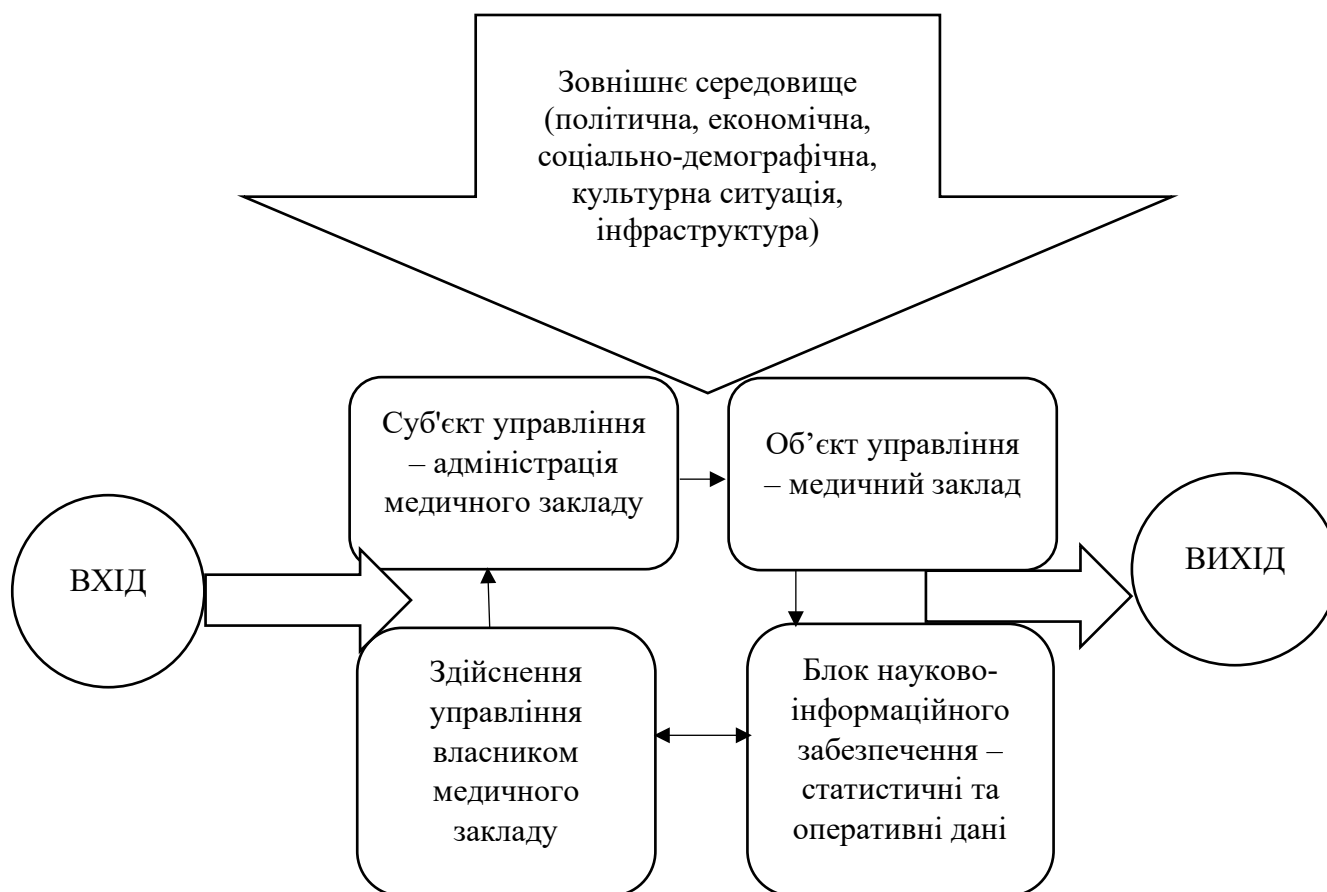 Зовнішнє середовище
(політична, економічна,
соціально-демографічна,
культурна ситуація,
інфраструктура)
Суб'єкт управління
– адміністрація
медичного закладу
Об’єкт управління
– медичний заклад
ВХІД
ВИХІД
Здійснення
управління
власником
медичного
закладу
Блок науково-
інформаційного
забезпечення –
статистичні та
оперативні дані